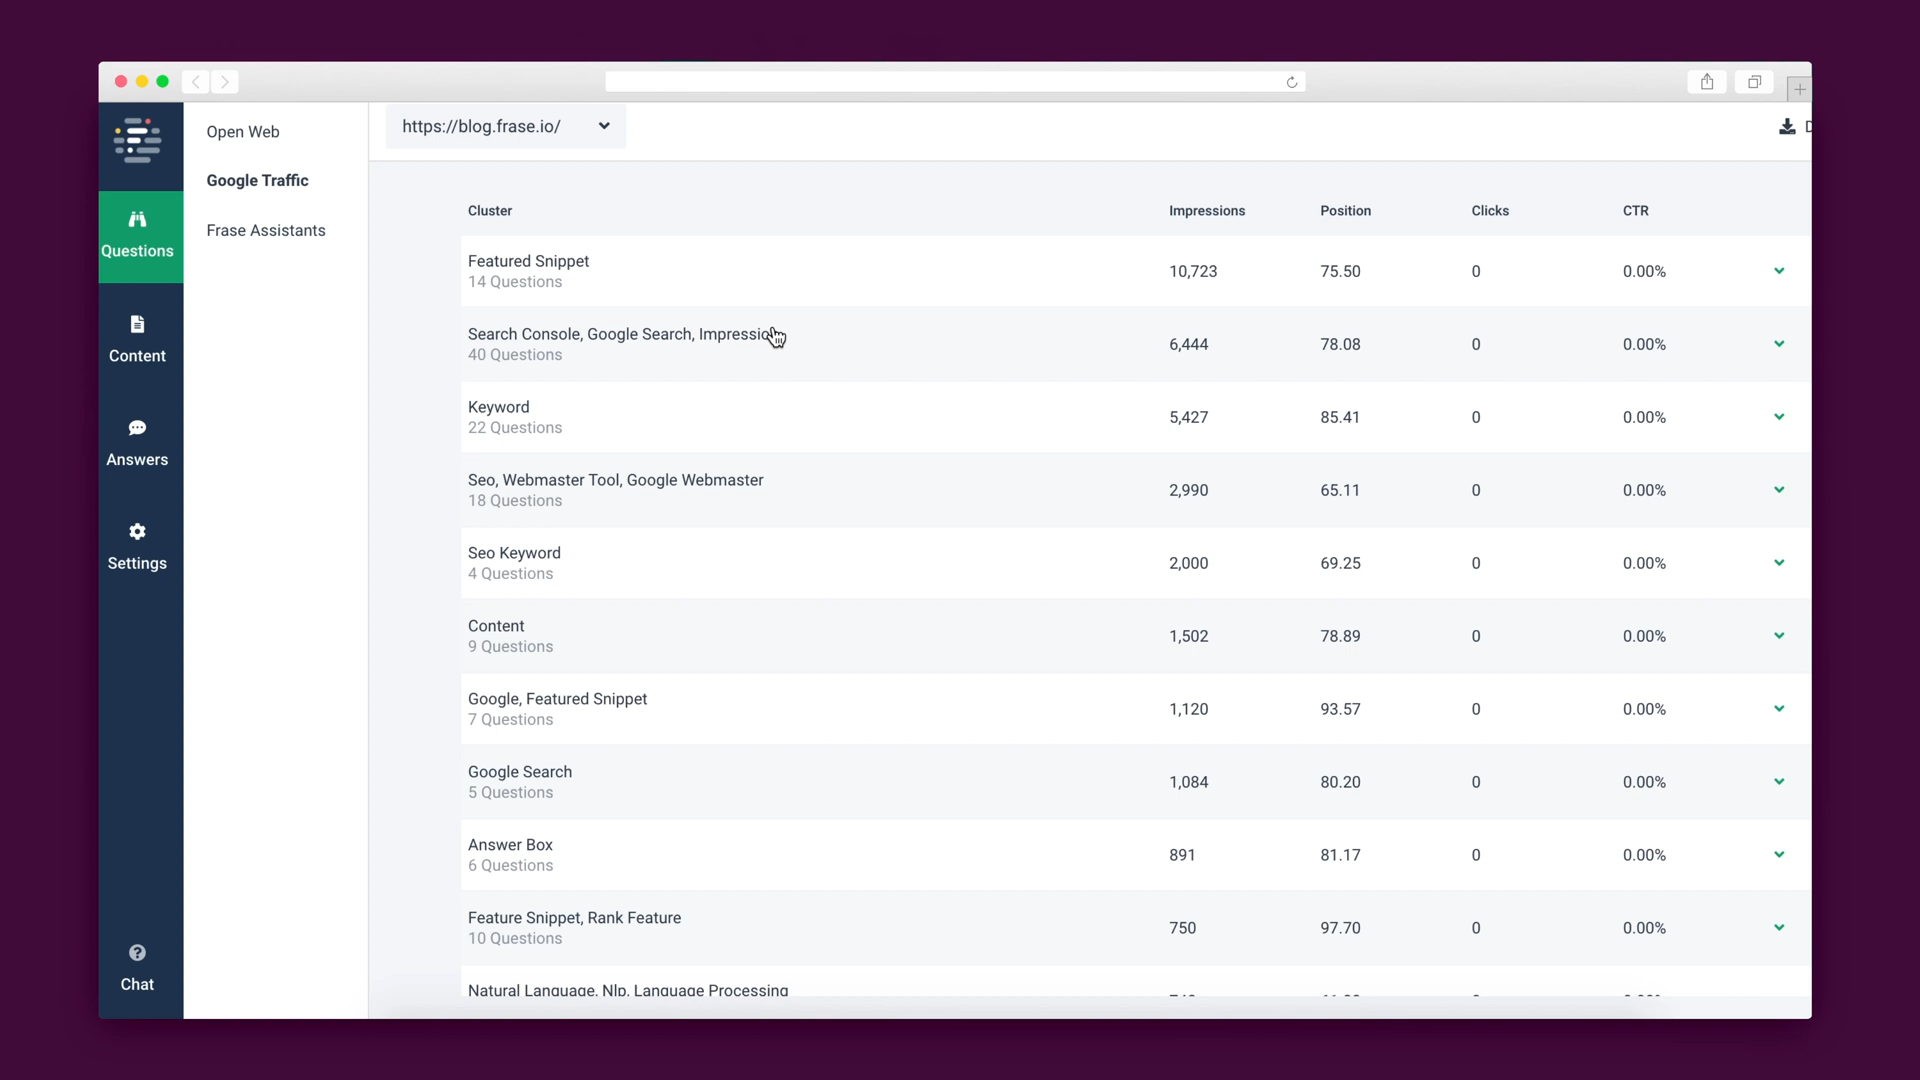 Open Web
https://blog.frase.io/
Google Traffic
Frase Assistants
Questions
Content
Answers
Settings
Chat
Cluster Impressions Position Clicks CTR
Featured Snippet
14 Questions
10,723 75.50 0 0.00%
Search Console, Google Search,
40 Questions
6,444 78.08 0 0.00%
Keyword
22 Questions
5,427 85.41 0 0.00%
Seo, Webmaster Tool, Google Webmaster
18 Questions
2,990 65.11 0 0.00%
Seo Keyword
4 Questions
2,000 69.25 0 0.00%
Content
9 Questions
1,502 78.89 0 0.00%
Google, Featured Snippet
7 Questions
1,120 93.57 0 0.00%
Google Search
5 Questions
1,084 80.20 0 0.00%
Answer Box
6 Questions
891 81.17 0 0.00%
Feature Snippet, Rank Feature
10 Questions
750 97.70 0 0.00%
Natural Language, Nlp, Language Processing